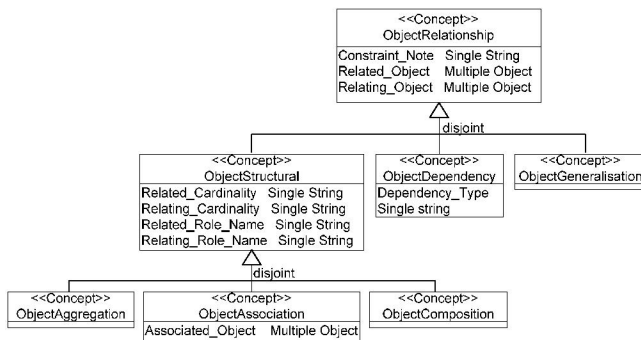 <<Concept>>
ObjectRelationship
Constraint_Note Single String
Related_Object Multiple Object
Relating_Object Multiple Object
disjoint
<<Concept>>
ObjectStructural
Related_Cardinality Single String
Relating_Cardinality Single String
Related_Role_Name Single String
Relating_Role_Name Single String
<<Concept>>
ObjectDependency
Dependency_Type
Single string
<<Concept>>
ObjectGeneralisation
disjoint
<<Concept>>
ObjectAggregation
<<Concept>>
ObjectAssociation
Associated_Object Multiple Object
<<Concept>>
ObjectComposition